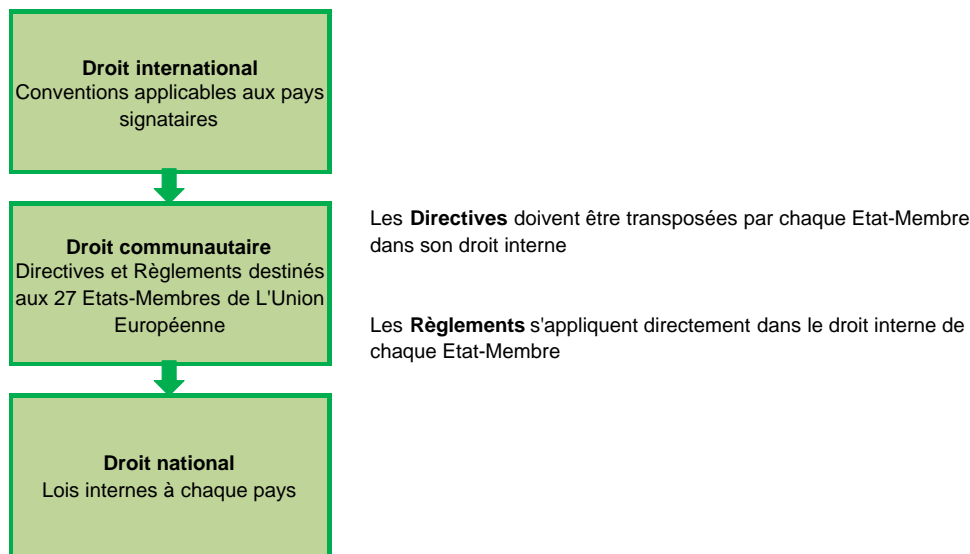 Droit international
Conventions applicables aux pays
signataires
Les Directives doivent être transposées par chaque Etat-Membre
dans son droit interne
Droit communautaire
Directives et Règlements destinés
aux 27 Etats-Membres de L'Union
Européenne
Les Règlements s'appliquent directement dans le droit interne de
chaque Etat-Membre
Droit national
Lois internes à chaque pays